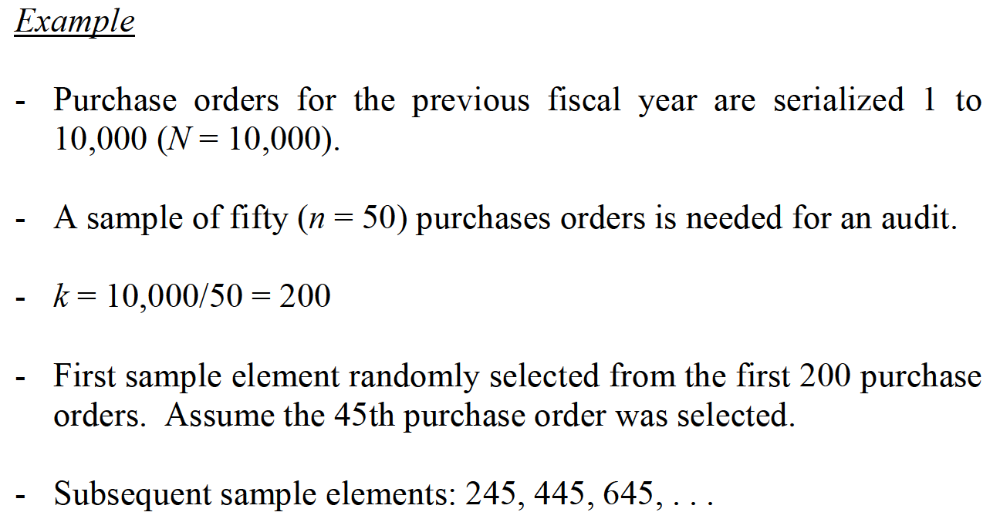 Example
- Purchase orders for the previous fiscal year are serialized 1 to
10,000 (N = 10,000).
- A sample of fifty (n = 50) purchases orders is needed for an audit.
- k = 10,000/50 = 200
- First sample element randomly selected from the first 200 purchase
orders. Assume the 45th purchase order was selected.
- Subsequent sample elements: 245, 445, 645, . . .